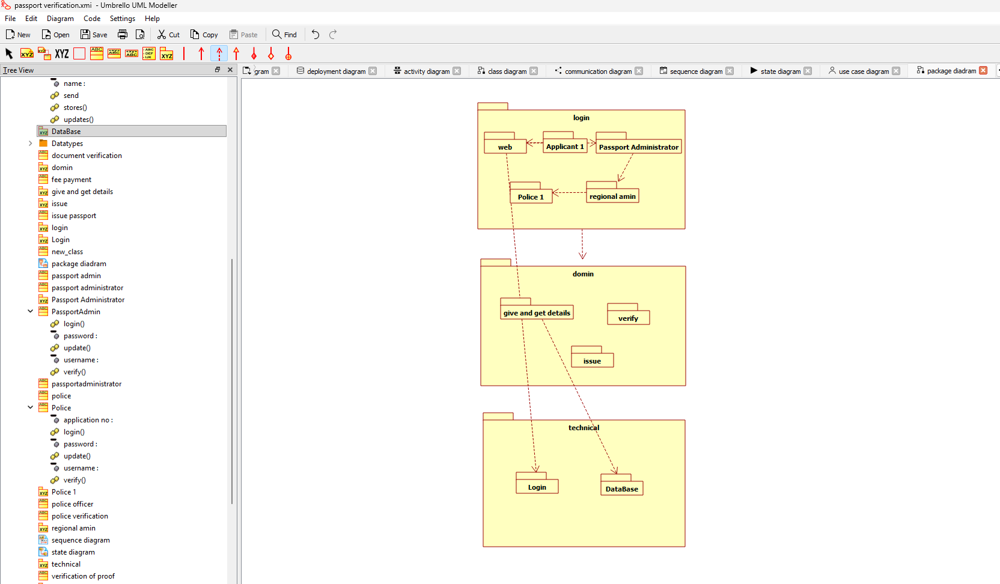 passport verification.xmi - Umbrello UML Modeller
File Edit Diagram Code Settings Help
New Open Save Cut Copy Paste Find
XYZ XYZ XYZ ABC XYZ
Tree View
gram deployment diagram activity diagram class diagram communication diagram sequence diagram state diagram use case diagram package diadram
name :
send
stores()
updates()
DataBase
Datatypes
document verification
domin
fee payment
give and get details
issue
issue passport
login
Login
new_class
package diadram
passport admin
passport administrator
Passport Administrator
PassportAdmin
login()
password :
update()
username :
verify()
passportadministrator
police
Police
application no :
login()
password :
update()
username :
verify()
Police 1
police officer
police verification
regional amin
sequence diagram
state diagram
technical
verification of proof
login
web Applicant 1 Passport Administrator
Police 1 regional amin
domin
give and get details
verify
issue
technical
Login
DataBase